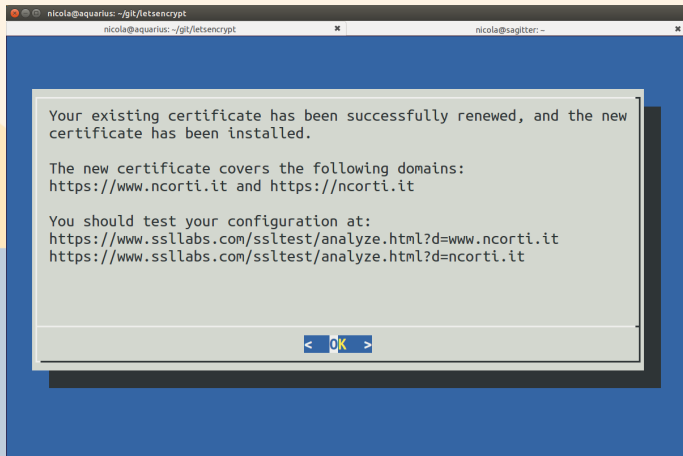 nicola@aquarius: ~/git/letsencrypt
nicola@aquarius: ~/git/letsencrypt
nicola@sagitter: ~
Your existing certificate has been successfully renewed, and the new
certificate has been installed.
The new certificate covers the following domains:
https://www.ncorti.it and https://ncorti.it
You should test your configuration at:
https://www.ssllabs.com/ssltest/analyze.html?d=www.ncorti.it
https://www.ssllabs.com/ssltest/analyze.html?d=ncorti.it
< OK >